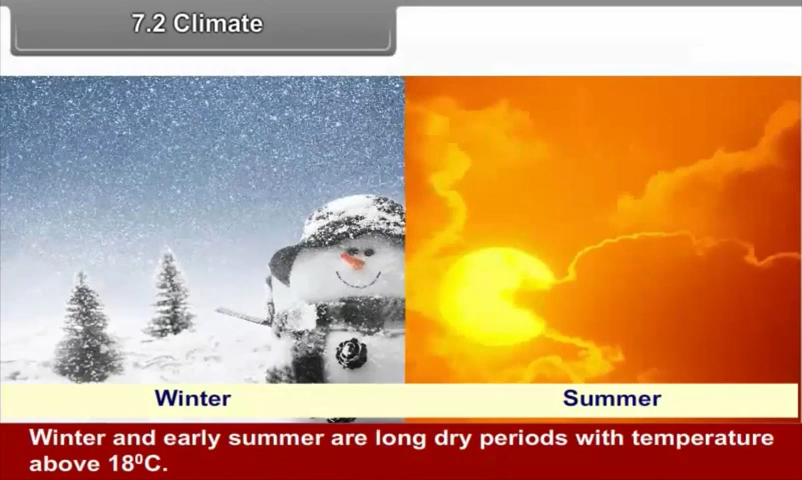 7.2 Climate
Winter
Summer
Winter and early summer are long dry periods with temperature
above 18⁰C.